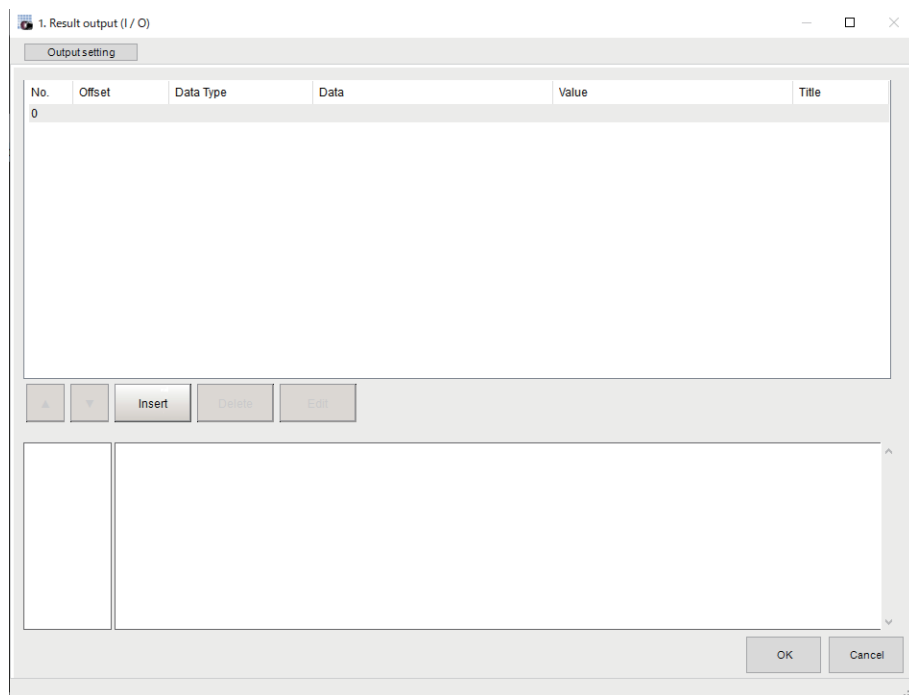 1. Result output (I / O)
Output setting
No. Offset Data Type Data Value Title
0
▲ ▼ Insert Delete Edit
OK Cancel